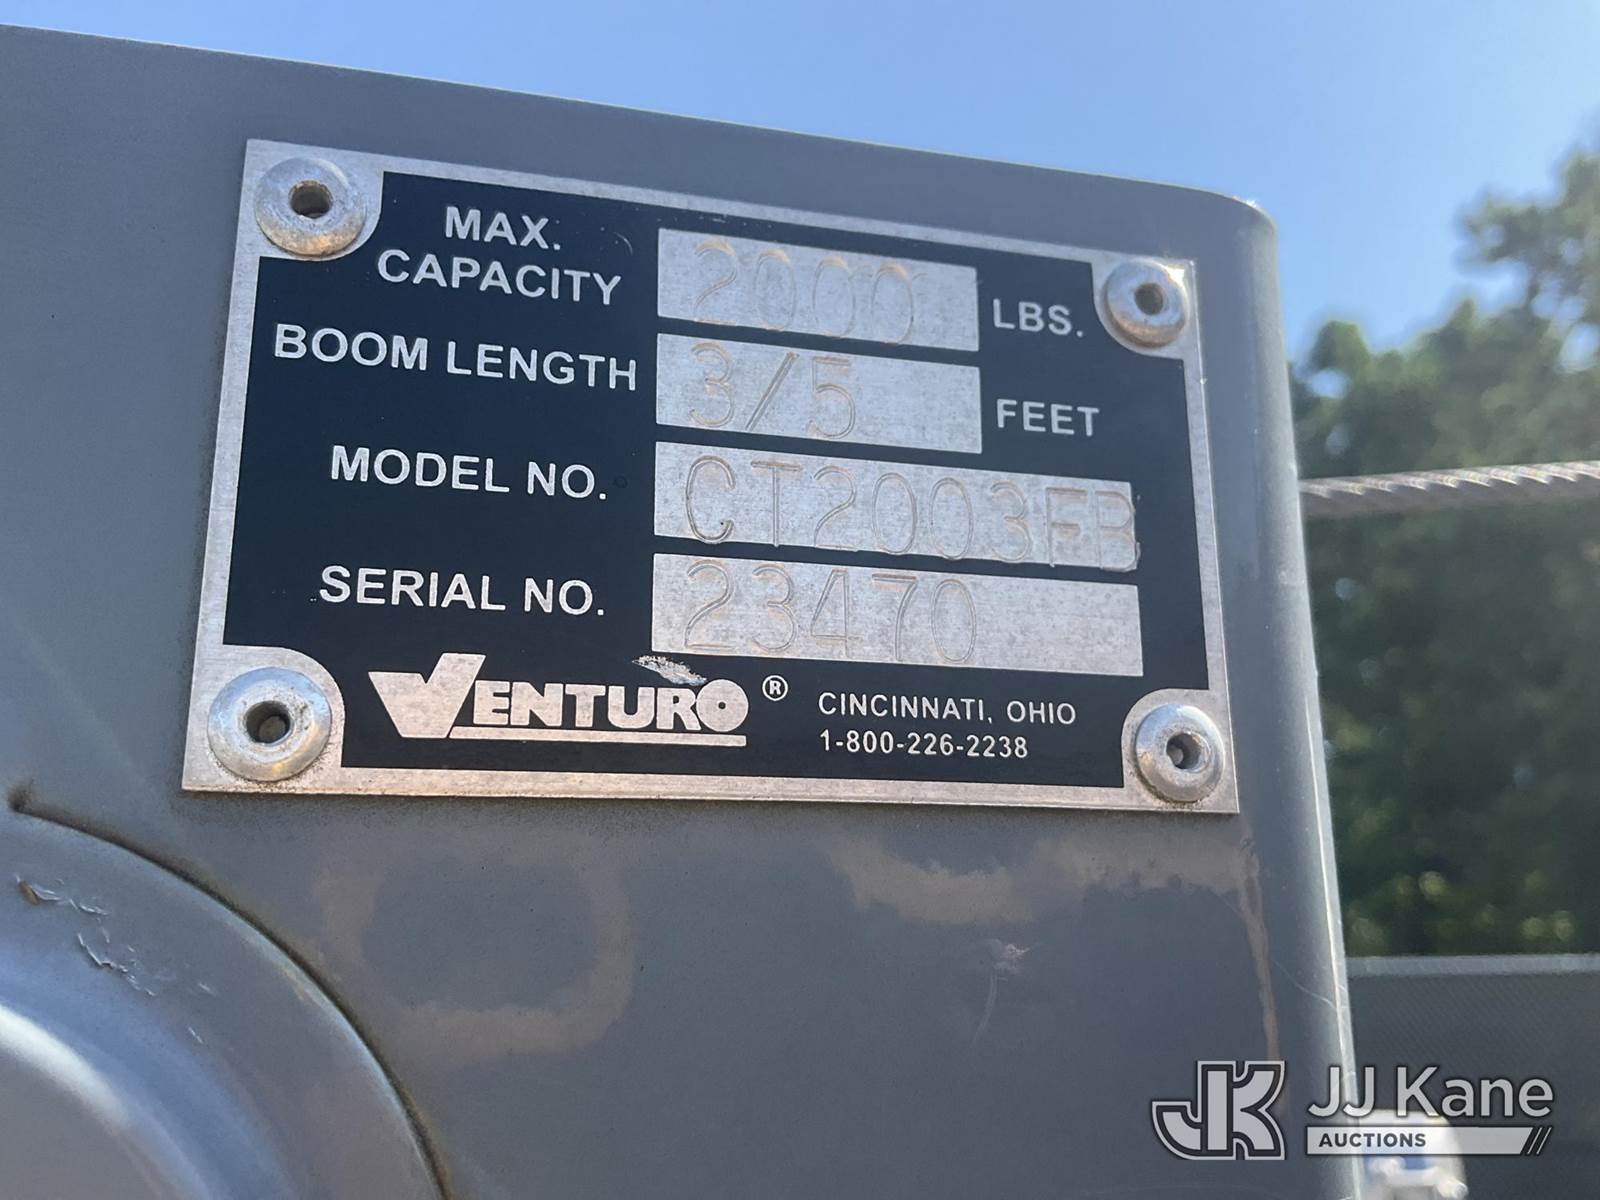 MAX. CAPACITY 2000 LBS.
BOOM LENGTH 3/5 FEET
MODEL NO. CT2003FB
SERIAL NO. 23470
VENTURO® CINCINNATI, OHIO
1-800-226-2238
JK JJ Kane
AUCTIONS